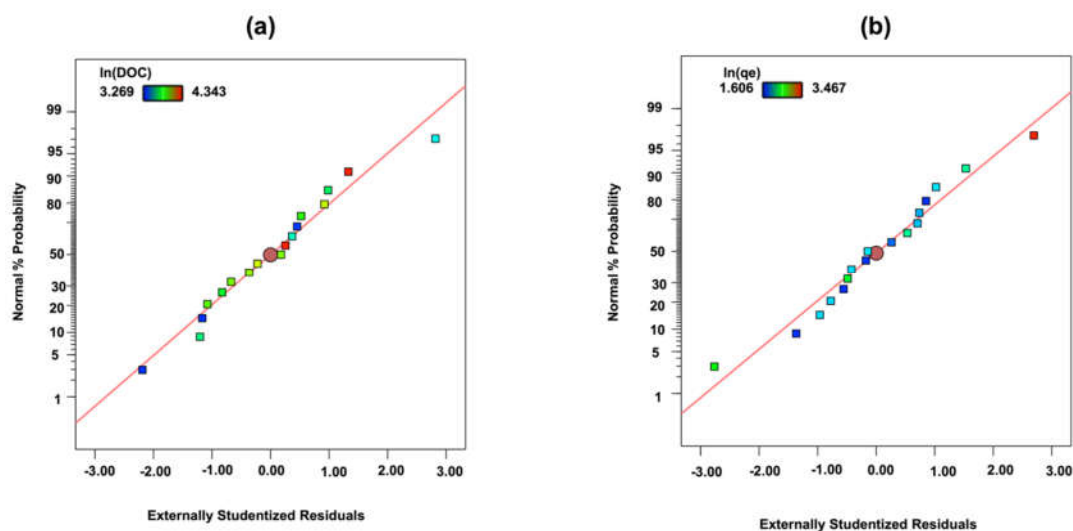 (a)
ln(DOC)
3.269 4.343
Normal % Probability
99
95
90
80
50
30
20
10
5
1
-3.00 -2.00 -1.00 0.00 1.00 2.00 3.00
Externally Studentized Residuals
(b)
ln(qe)
1.606 3.467
Normal % Probability
99
95
90
80
50
30
20
10
5
1
-3.00 -2.00 -1.00 0.00 1.00 2.00 3.00
Externally Studentized Residuals